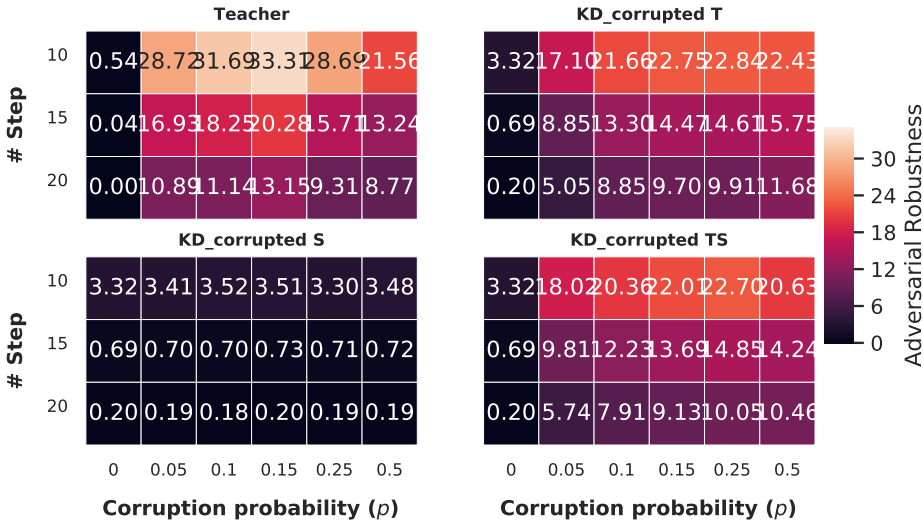 Teacher
KD_corrupted T
10
0.54 28.72 31.69 33.31 28.69 21.56
3.32 17.10 21.66 22.75 22.84 22.43
# Step
15
0.04 16.93 18.25 20.28 15.71 13.24
0.69 8.85 13.30 14.47 14.61 15.75
20
0.00 10.89 11.14 13.15 9.31 8.77
0.20 5.05 8.85 9.70 9.91 11.68
KD_corrupted S
KD_corrupted TS
10
3.32 3.41 3.52 3.51 3.30 3.48
3.32 18.02 20.36 22.01 22.70 20.63
# Step
15
0.69 0.70 0.70 0.73 0.71 0.72
0.69 9.81 12.23 13.69 14.85 14.24
20
0.20 0.19 0.18 0.20 0.19 0.19
0.20 5.74 7.91 9.13 10.05 10.46
0 0.05 0.1 0.15 0.25 0.5
0 0.05 0.1 0.15 0.25 0.5
Corruption probability (p)
Corruption probability (p)
30
24
18
12
6
0
Adversarial Robustness